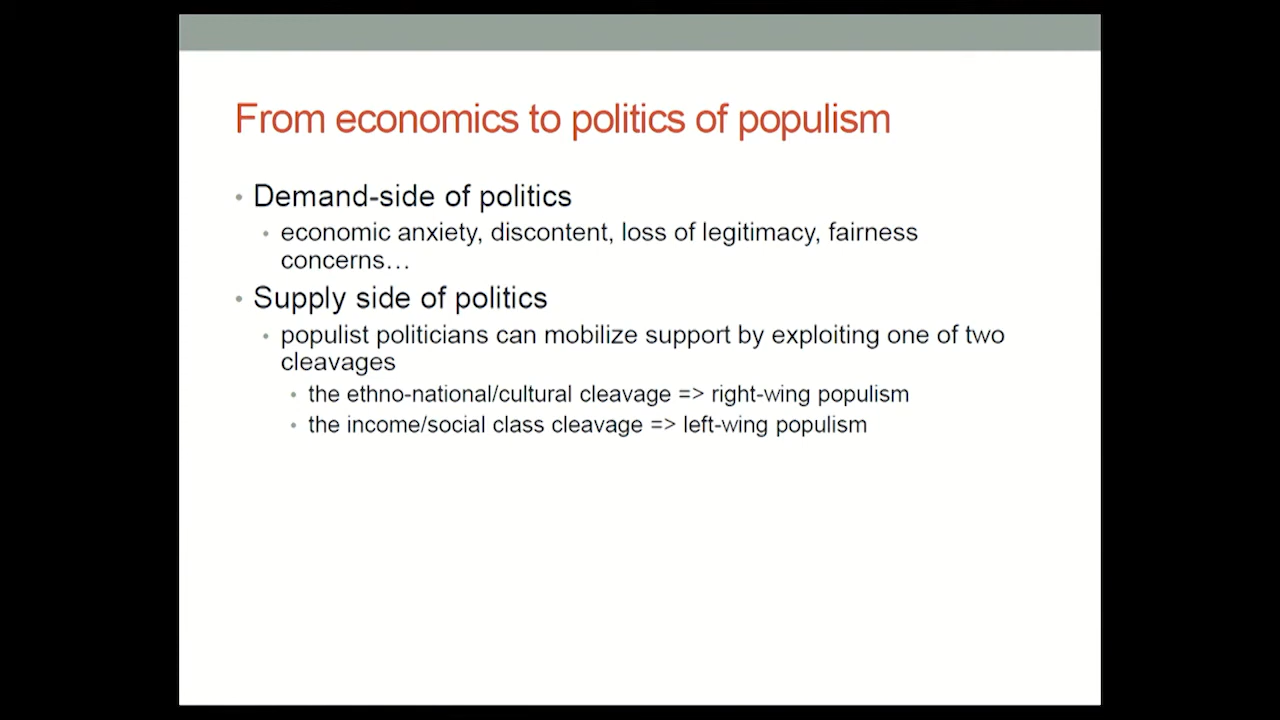 From economics to politics of populism
• Demand-side of politics
• economic anxiety, discontent, loss of legitimacy, fairness
concerns…
• Supply side of politics
• populist politicians can mobilize support by exploiting one of two
cleavages
• the ethno-national/cultural cleavage => right-wing populism
• the income/social class cleavage => left-wing populism